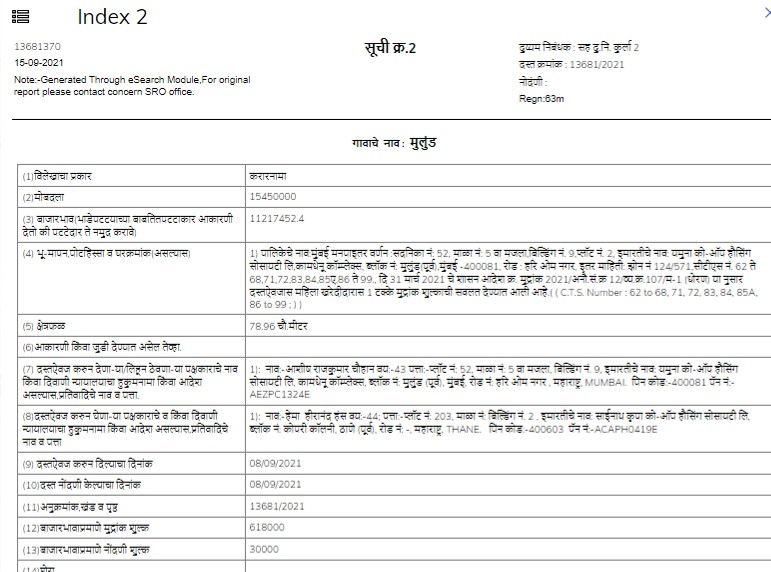 Index 2
13681370
सूची क्र.2
दुय्यम निबंधक : सह दु.नि. कुर्ला 2
15-09-2021
दस्त क्रमांक : 13681/2021
Note:-Generated Through eSearch Module,For original
नोदंणी :
report please contact concern SRO office.
Regn:63m
गावाचे नाव : मुलुंड
(1)विलेखाचा प्रकार
करारनामा
(2)मोबदला
15450000
(3) बाजारभाव(भाडेपटटयाच्या बाबतितपटटाकार आकारणी
देतो की पटटेदार ते नमुद करावे)
11217452.4
(4) भू-मापन,पोटहिस्सा व घरक्रमांक(असल्यास)
1) पालिकेचे नाव:मुंबई मनपाइतर वर्णन :सदनिका नं: 52, माळा नं: 5 वा मजला,बिल्डिंग नं. 9,प्लॉट नं. 2, इमारतीचे नाव: यमुना को-ऑप हौसिंग
सोसायटी लि,कामधेनू कॉम्प्लेक्स, ब्लॉक नं: मुलुंड(पूर्व),मुंबई -400081, रोड : हरि ओम नगर, इतर माहिती: झोन नं 124/571,सीटीएस नं. 62 ते
68,71,72,83,84,85ए,86 ते 99., दि 31 मार्च 2021 चे शासन आदेश क्र. मुद्रांक 2021/अनौ.सं.क्र 12/प्र.क्र.107/म-1 (धोरण) या नुसार
दस्तऐवजास महिला खरेदीदारास 1 टक्के मुद्रांक शुल्काची सवलत देण्यात आली आहे.( ( C.T.S. Number : 62 to 68, 71, 72, 83, 84, 85A,
86 to 99 ; ) )
(5) क्षेत्रफळ
78.96 चौ.मीटर
(6)आकारणी किंवा जुडी देण्यात असेल तेव्हा.
(7) दस्तऐवज करुन देणा-या/लिहून ठेवणा-या पक्षकाराचे नाव
किंवा दिवाणी न्यायालयाचा हुकुमनामा किंवा आदेश
असल्यास,प्रतिवादिचे नाव व पत्ता.
1): नाव:-आशीष राजकुमार चौहान वय:-43 पत्ता:-प्लॉट नं: 52, माळा नं: 5 वा मजला, बिल्डिंग नं. 9, इमारतीचे नाव: यमुना को-ऑप हौसिंग
सोसायटी लि, कामधेनू कॉम्प्लेक्स, ब्लॉक नं: मुलुंड (पूर्व), मुंबई, रोड नं: हरि ओम नगर , महाराष्ट्र, MUMBAI. पिन कोड:-400081 पॅन नं:-
AEZPC1324E
(8)दस्तऐवज करुन घेणा-या पक्षकाराचे व किंवा दिवाणी
न्यायालयाचा हुकुमनामा किंवा आदेश असल्यास,प्रतिवादिचे
नाव व पत्ता
1): नाव:-हेमा हीरानंद हंस वय:-44; पत्ता:-प्लॉट नं: 203, माळा नं: बिल्डिंग नं. 2 , इमारतीचे नाव: साईनाथ कृपा को-ऑप हौसिंग सोसायटी लि,
ब्लॉक नं: कोपरी कॉलनी, ठाणे (पूर्व), रोड नं: -, महाराष्ट्र, THANE. पिन कोड:-400603 पॅन नं:-ACAPH0419E
(9) दस्तऐवज करुन दिल्याचा दिनांक
08/09/2021
(10)दस्त नोंदणी केल्याचा दिनांक
08/09/2021
(11)अनुक्रमांक,खंड व पृष्ठ
13681/2021
(12)बाजारभावाप्रमाणे मुद्रांक शुल्क
618000
(13)बाजारभावाप्रमाणे नोंदणी शुल्क
30000
(14)शेरा